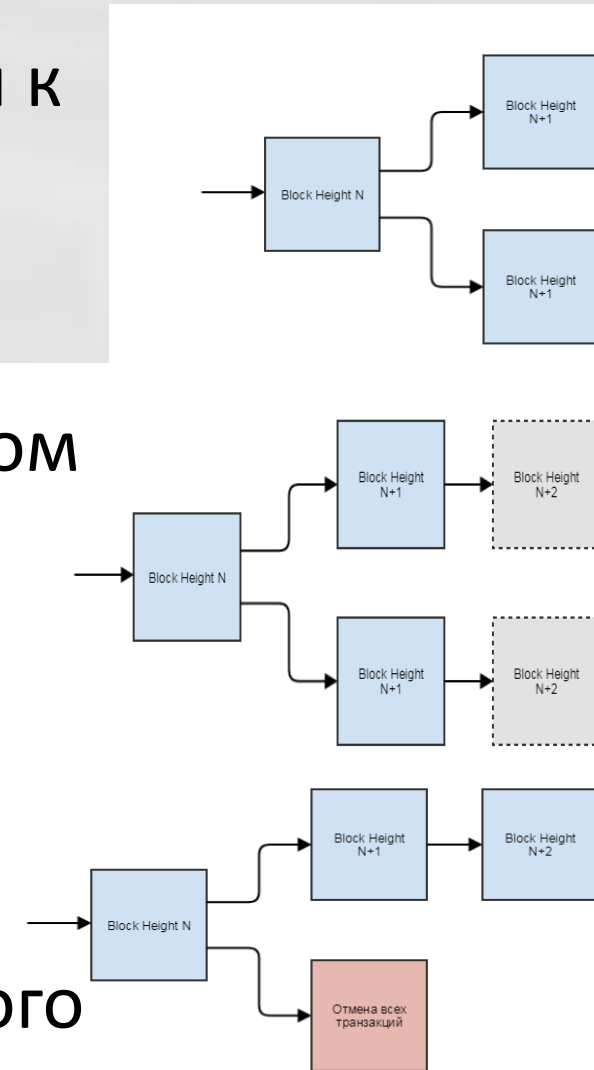 к
Block Height
N+1
Block Height N
Block Height
N+1
ом
Block Height
N+1
Block Height
N+2
Block Height N
Block Height
N+1
Block Height
N+2
Block Height
N+1
Block Height
N+2
Block Height N
ого
Отмена всех
транзакций